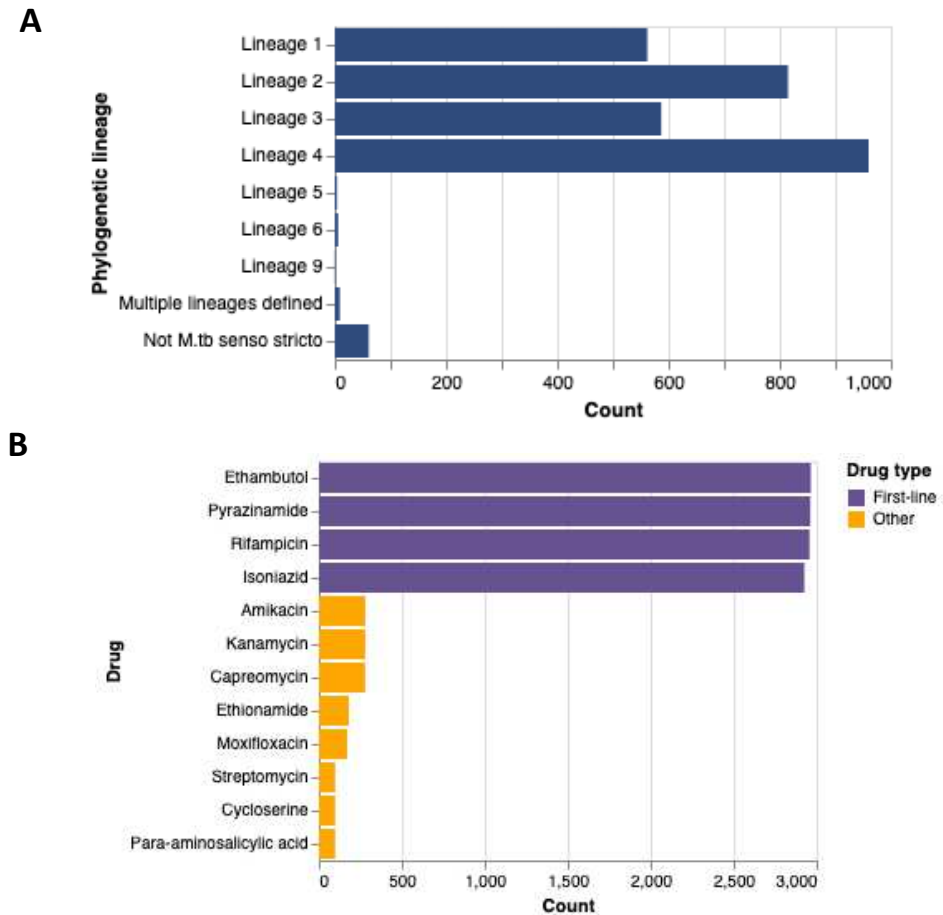 A
Phylogenetic lineage
Lineage 1
Lineage 2
Lineage 3
Lineage 4
Lineage 5
Lineage 6
Lineage 9
Multiple lineages defined
Not M.tb senso stricto
0 200 400 600 800 1,000
Count
B
Drug
Ethambutol
Pyrazinamide
Rifampicin
Isoniazid
Amikacin
Kanamycin
Capreomycin
Ethionamide
Moxifloxacin
Streptomycin
Cycloserine
Para-aminosalicylic acid
0 500 1,000 1,500 2,000 2,500 3,000
Count
Drug type
First-line
Other